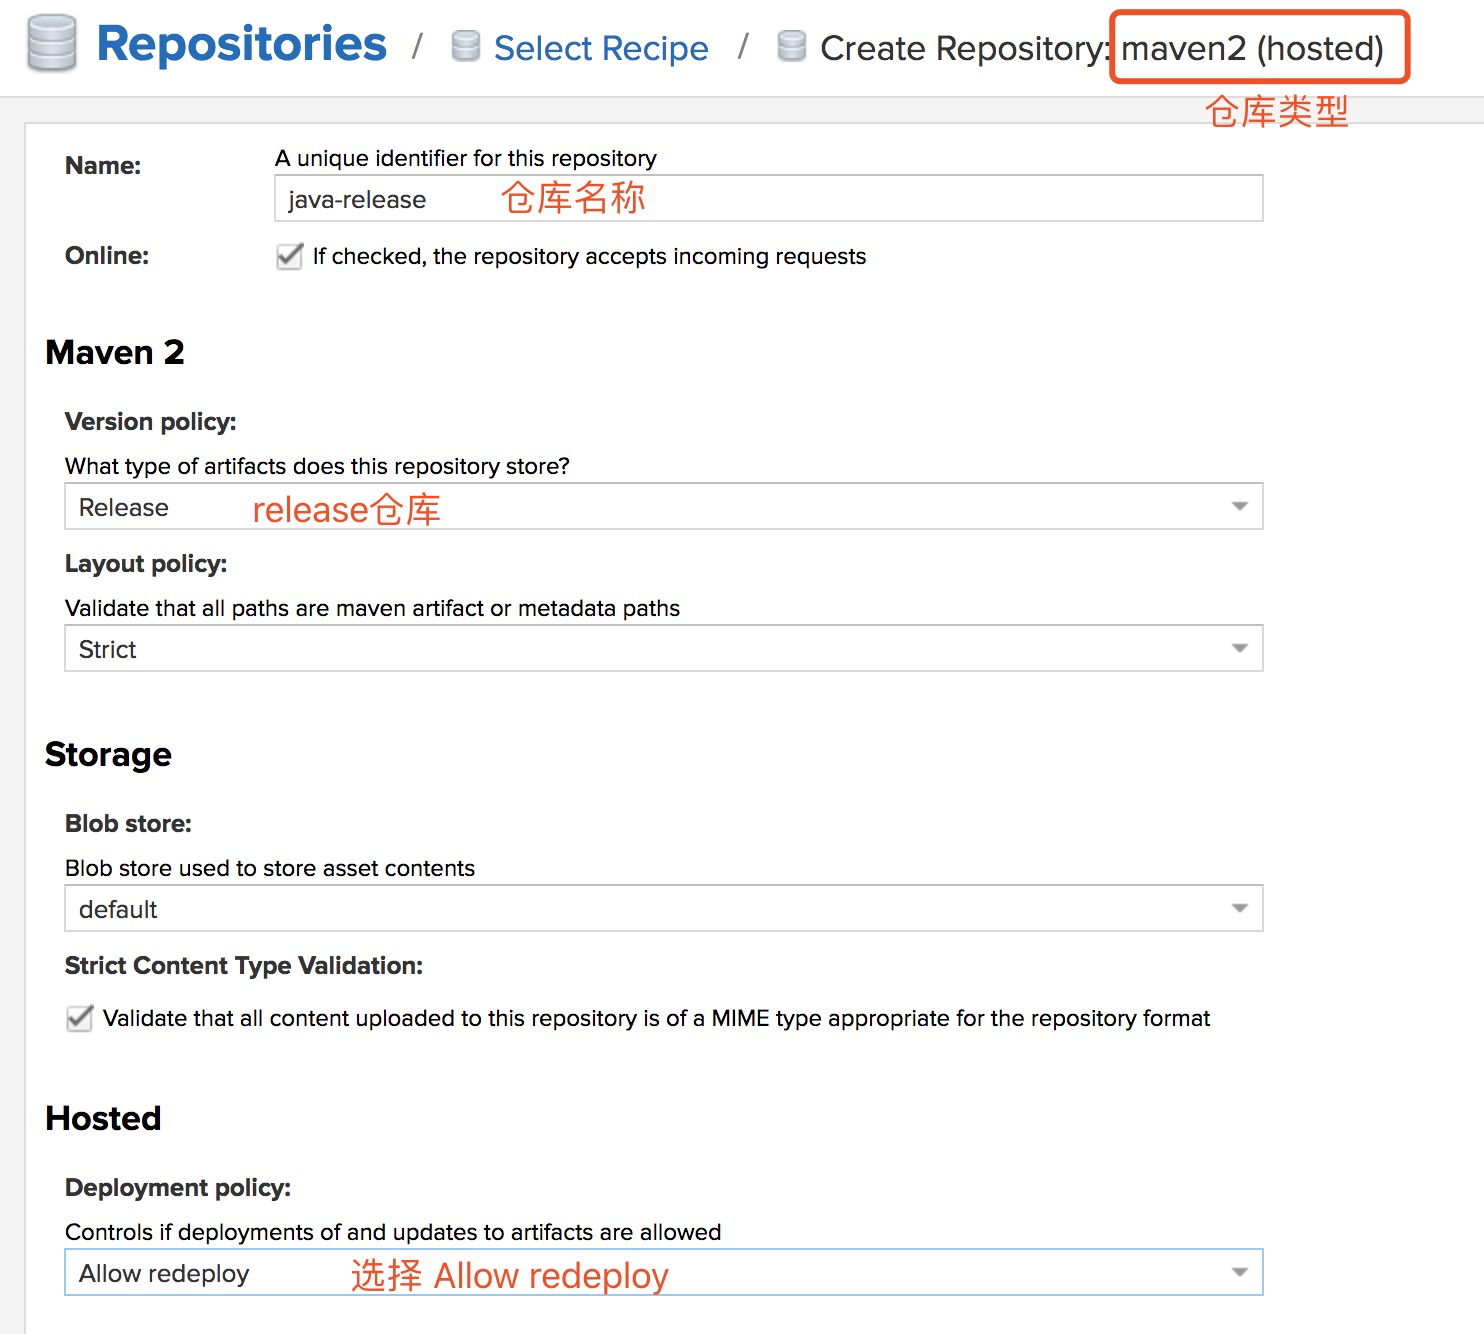 Repositories / Select Recipe / Create Repository: maven2 (hosted)
仓库类型
Name:
A unique identifier for this repository
java-release 仓库名称
Online:
If checked, the repository accepts incoming requests
Maven 2
Version policy:
What type of artifacts does this repository store?
Release release仓库
Layout policy:
Validate that all paths are maven artifact or metadata paths
Strict
Storage
Blob store:
Blob store used to store asset contents
default
Strict Content Type Validation:
Validate that all content uploaded to this repository is of a MIME type appropriate for the repository format
Hosted
Deployment policy:
Controls if deployments of and updates to artifacts are allowed
Allow redeploy 选择 Allow redeploy